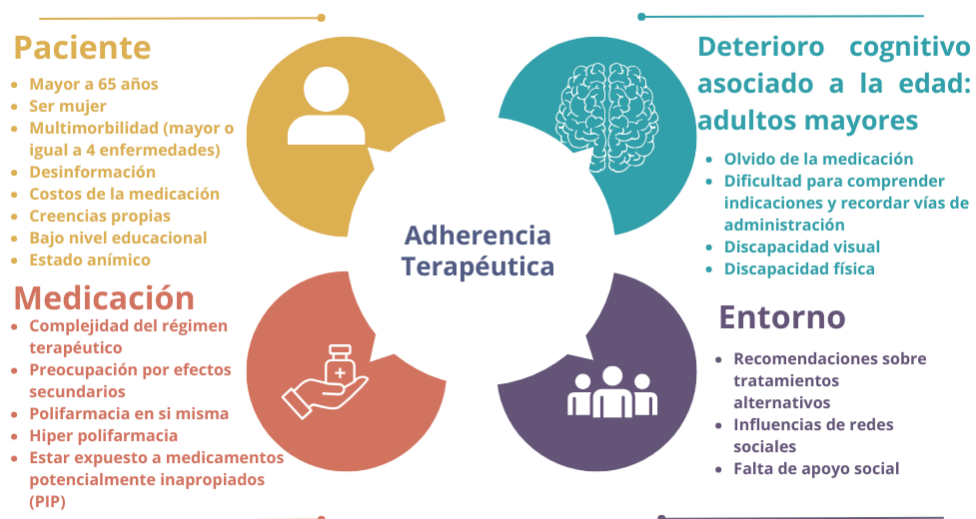 Paciente
• Mayor a 65 años
• Ser mujer
• Multimorbilidad (mayor o
igual a 4 enfermedades)
• Desinformación
• Costos de la medicación
• Creencias propias
• Bajo nivel educacional
• Estado anímico
Medicación
• Complejidad del régimen
terapéutico
• Preocupación por efectos
secundarios
• Polifarmacia en si misma
• Hiper polifarmacia
• Estar expuesto a medicamentos
potencialmente inapropiados
(PIP)
Adherencia
Terapéutica
Deterioro cognitivo
asociado a la edad:
adultos mayores
• Olvido de la medicación
• Dificultad para comprender
indicaciones y recordar vías de
administración
• Discapacidad visual
• Discapacidad física
Entorno
• Recomendaciones sobre
tratamientos
alternativos
• Influencias de redes
sociales
• Falta de apoyo social